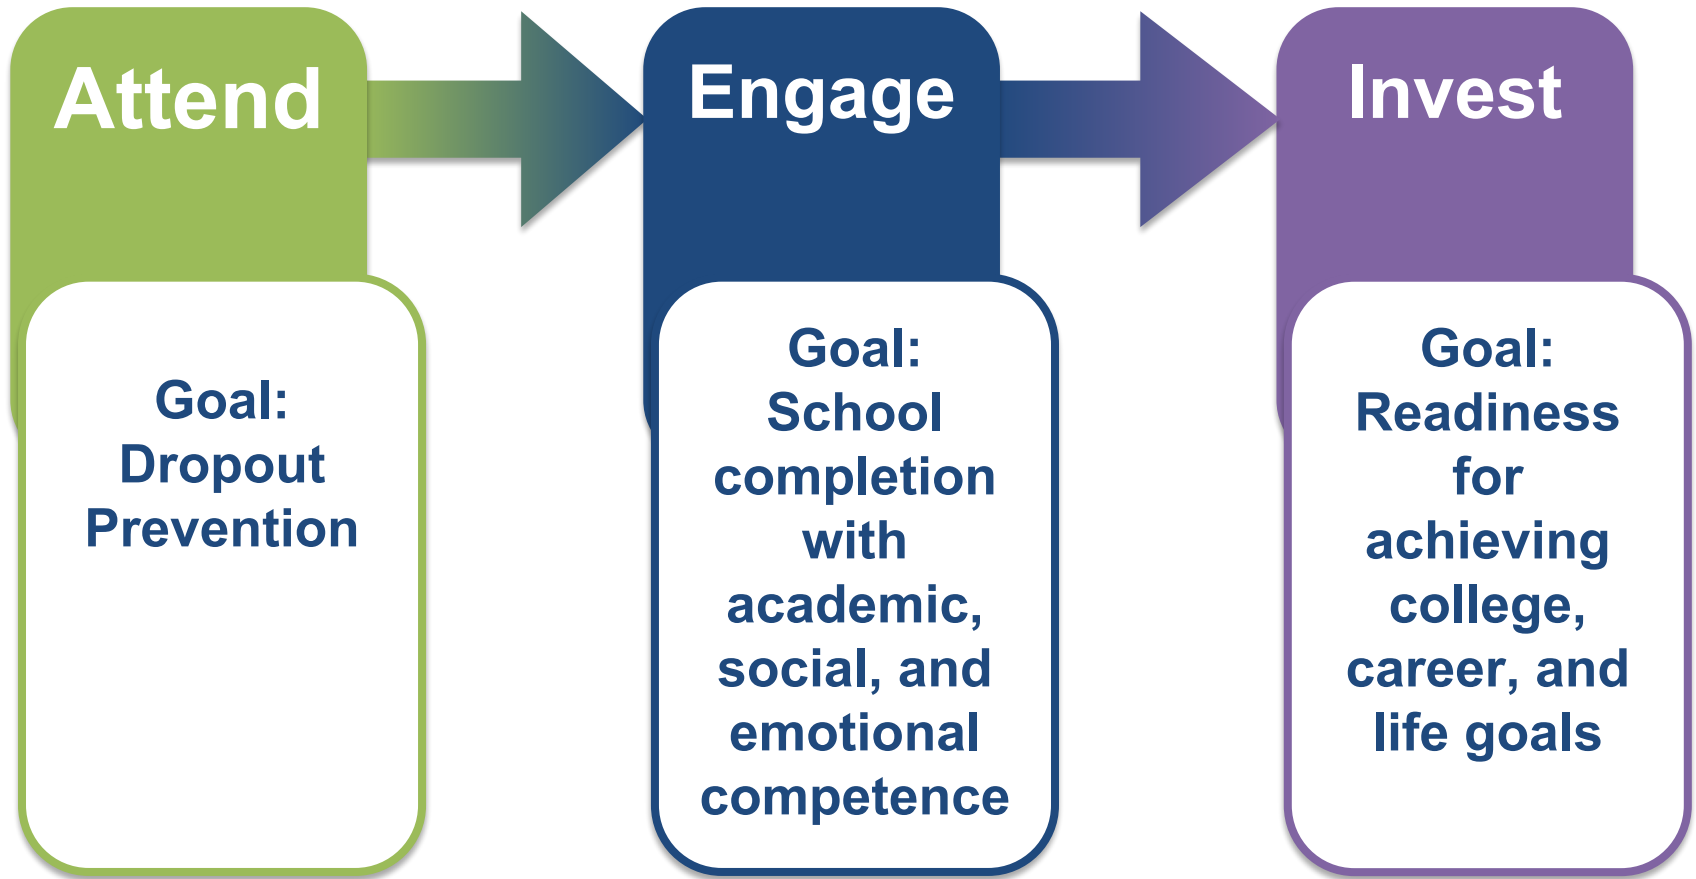 Attend
Goal:
Dropout
Prevention
Engage
Goal:
School
completion
with
academic,
social, and
emotional
competence
Invest
Goal:
Readiness
for
achieving
college,
career, and
life goals